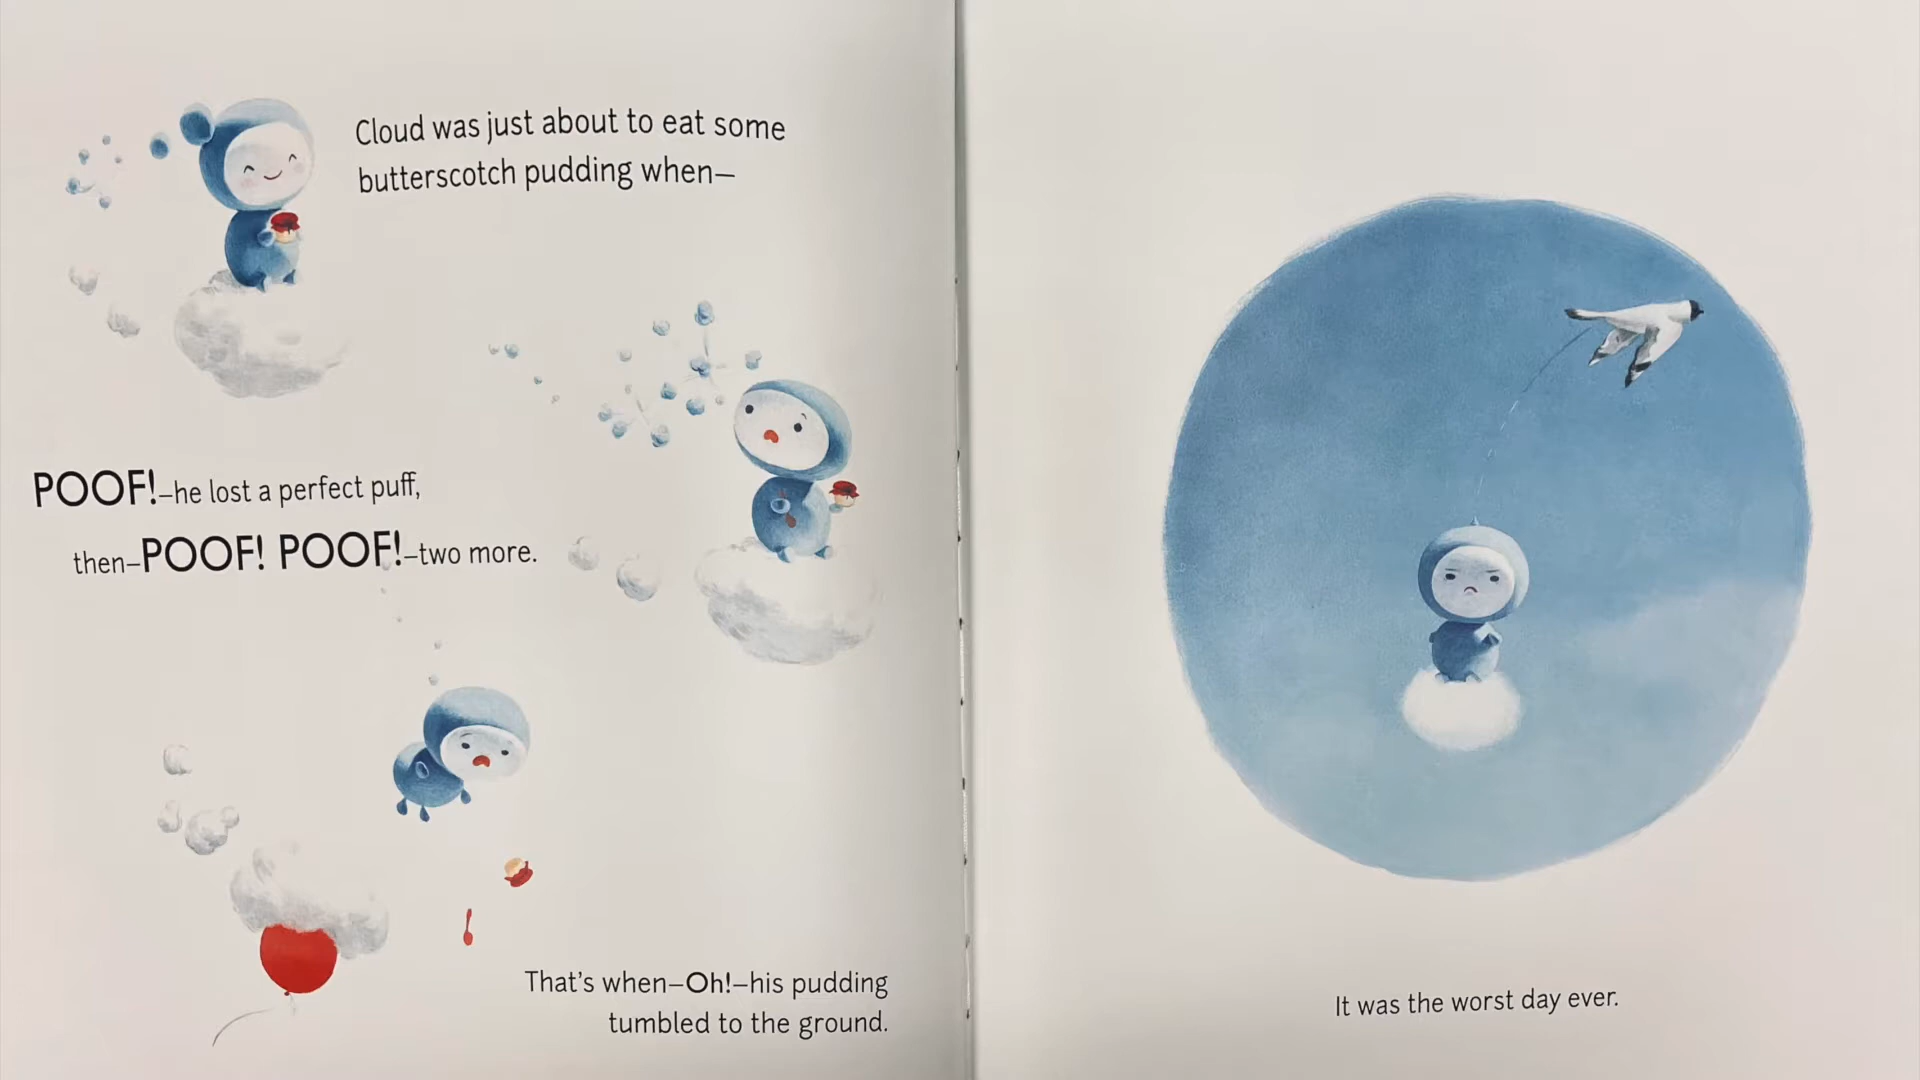 Cloud was just about to eat some
butterscotch pudding when—
POOF!—he lost a perfect puff,
then—POOF! POOF!—two more.
That's when—Oh!—his pudding
tumbled to the ground.
It was the worst day ever.